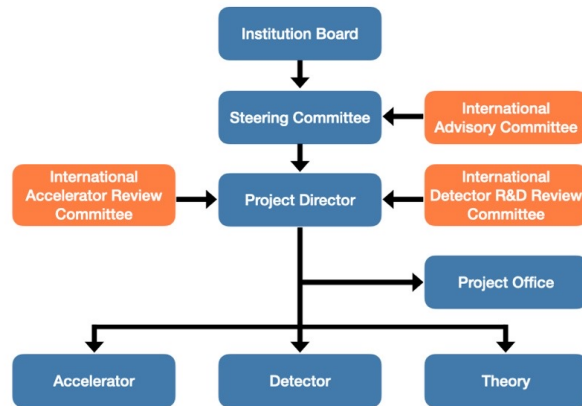 Institution Board
Steering Committee
International
Advisory Committee
International
Accelerator Review
Committee
Project Director
International
Detector R&D Review
Committee
Project Office
Accelerator
Detector
Theory